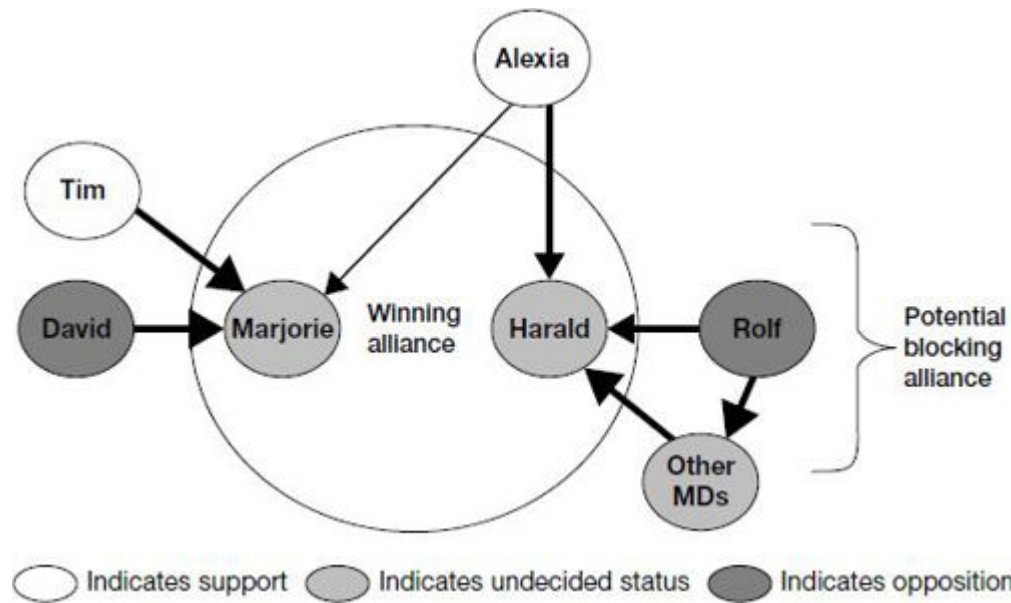 Alexia
Tim
David
Marjorie
Winning
alliance
Harald
Rolf
Potential
blocking
alliance
Other
MDs
Indicates support
Indicates undecided status
Indicates opposition